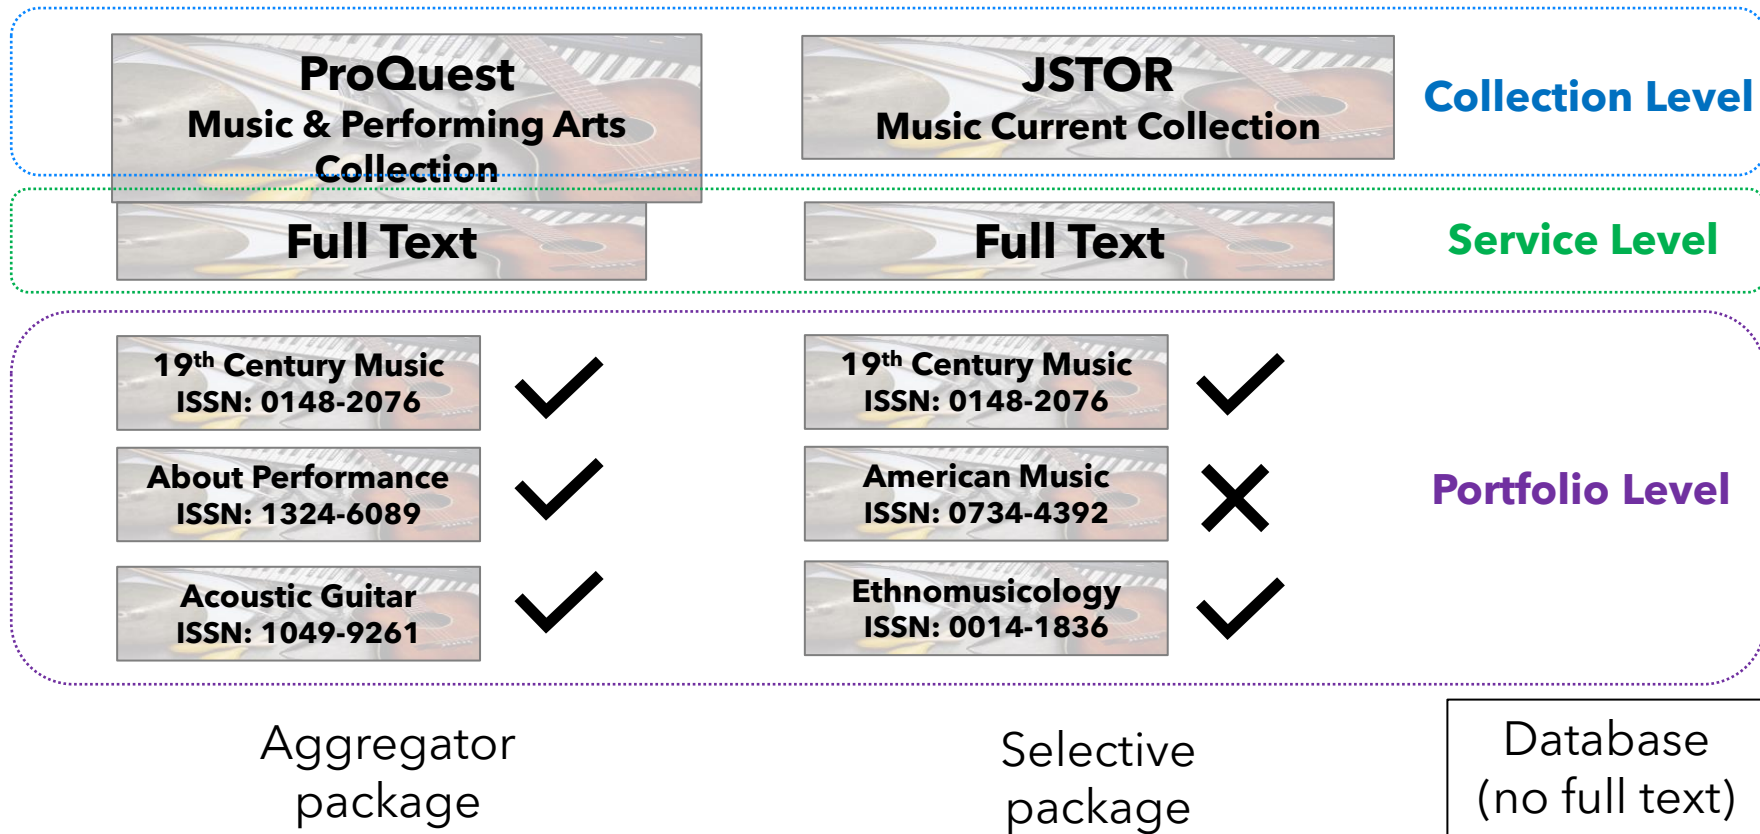 ProQuest
Music & Performing Arts
Collection
JSTOR
Music Current Collection
Collection Level
Full Text
Full Text
Service Level
19th Century Music
ISSN: 0148-2076
19th Century Music
ISSN: 0148-2076
About Performance
ISSN: 1324-6089
American Music
ISSN: 0734-4392
Portfolio Level
Acoustic Guitar
ISSN: 1049-9261
Ethnomusicology
ISSN: 0014-1836
Aggregator
package
Selective
package
Database
(no full text)